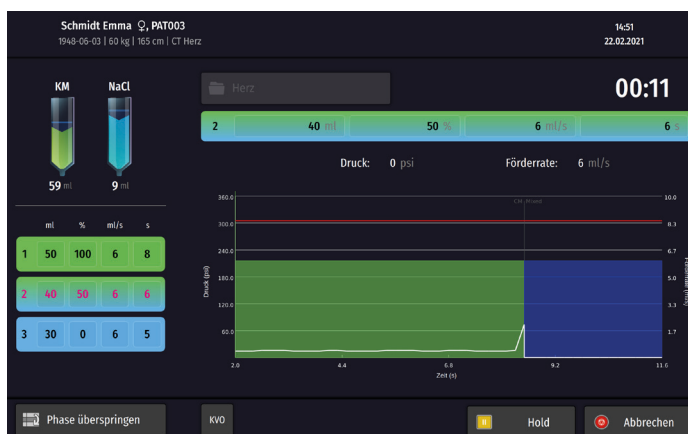 Schmidt Emma ♀, PAT003
1948-06-03 | 60 kg | 165 cm | CT Herz
14:51
22.02.2021
KM NaCl
59 ml 9 ml
Herz
00:11
2 40 ml 50 % 6 ml/s 6 s
Druck: 0 psi Förderrate: 6 ml/s
ml % ml/s s
1 50 100 6 8
2 40 50 6 6
3 30 0 6 5
360.0
300.0
240.0
180.0
120.0
60.0
Druck (psi)
10.0
8.3
6.7
5.0
3.3
1.7
2.0 4.4 6.8 9.2 11.6
Zeit (s)
Phase überspringen
KVO
Hold
Abbrechen